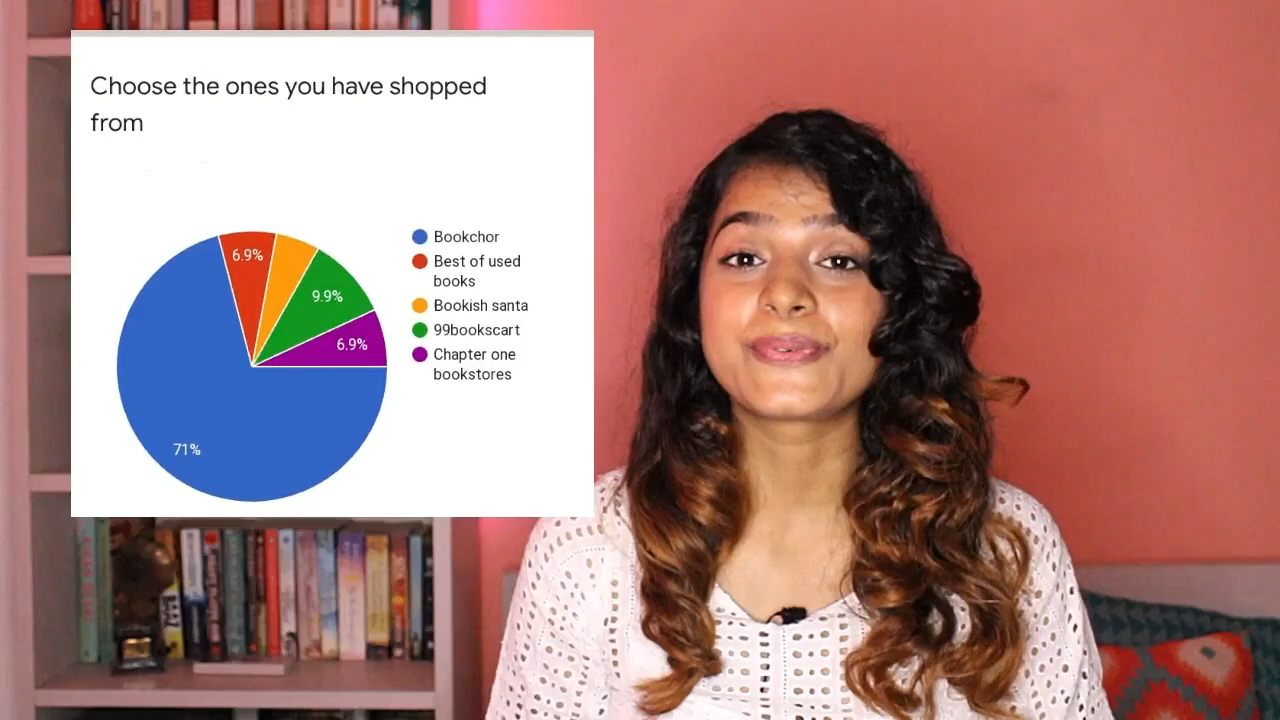 Choose the ones you have shopped
from
Bookchor
Best of used
books
Bookish santa
99bookscart
Chapter one
bookstores
6.9%
9.9%
6.9%
71%